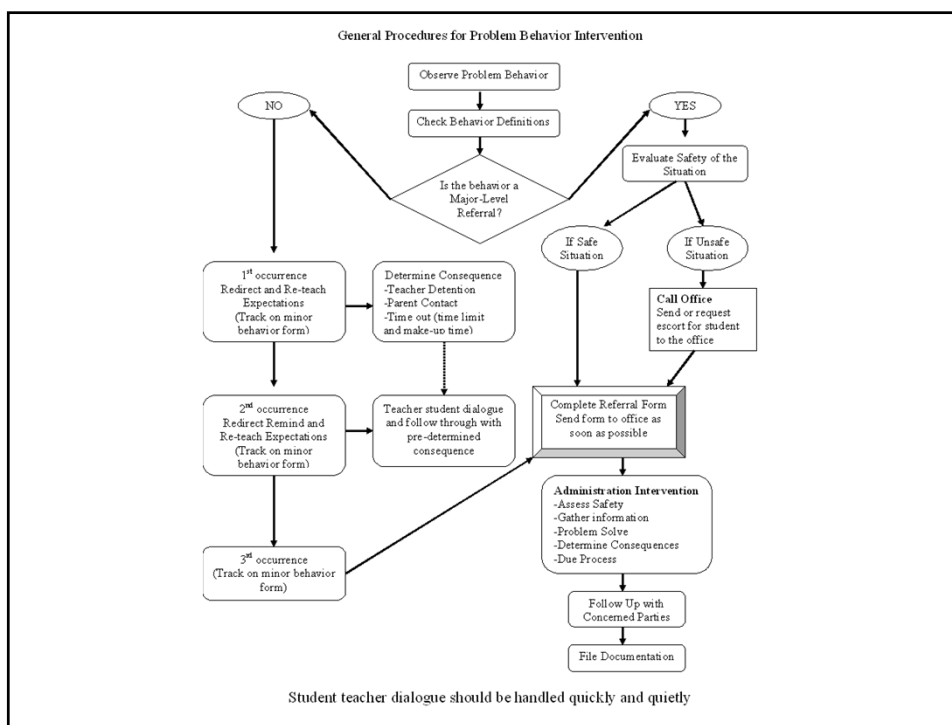 General Procedures for Problem Behavior Intervention
Observe Problem Behavior
NO
YES
Check Behavior Definitions
Evaluate Safety of the
Situation
Is the behavior a
Major-Level
Referral?
If Safe
Situation
If Unsafe
Situation
1st occurrence
Redirect and Re-teach
Expectations
(Track on minor
behavior form)
Determine Consequence
-Teacher Detention
-Parent Contact
-Time out (time limit
and make-up time)
Call Office
Send or request
escort for student
to the office
2nd occurrence
Redirect Remind and
Re-teach Expectations
(Track on minor
behavior form)
Teacher student dialogue
and follow through with
pre-determined
consequence
Complete Referral Form
Send form to office as
soon as possible
Administration Intervention
-Assess Safety
-Gather information
-Problem Solve
-Determine Consequences
-Due Process
3rd occurrence
(Track on minor behavior
form)
Follow Up with
Concerned Parties
File Documentation
Student teacher dialogue should be handled quickly and quietly